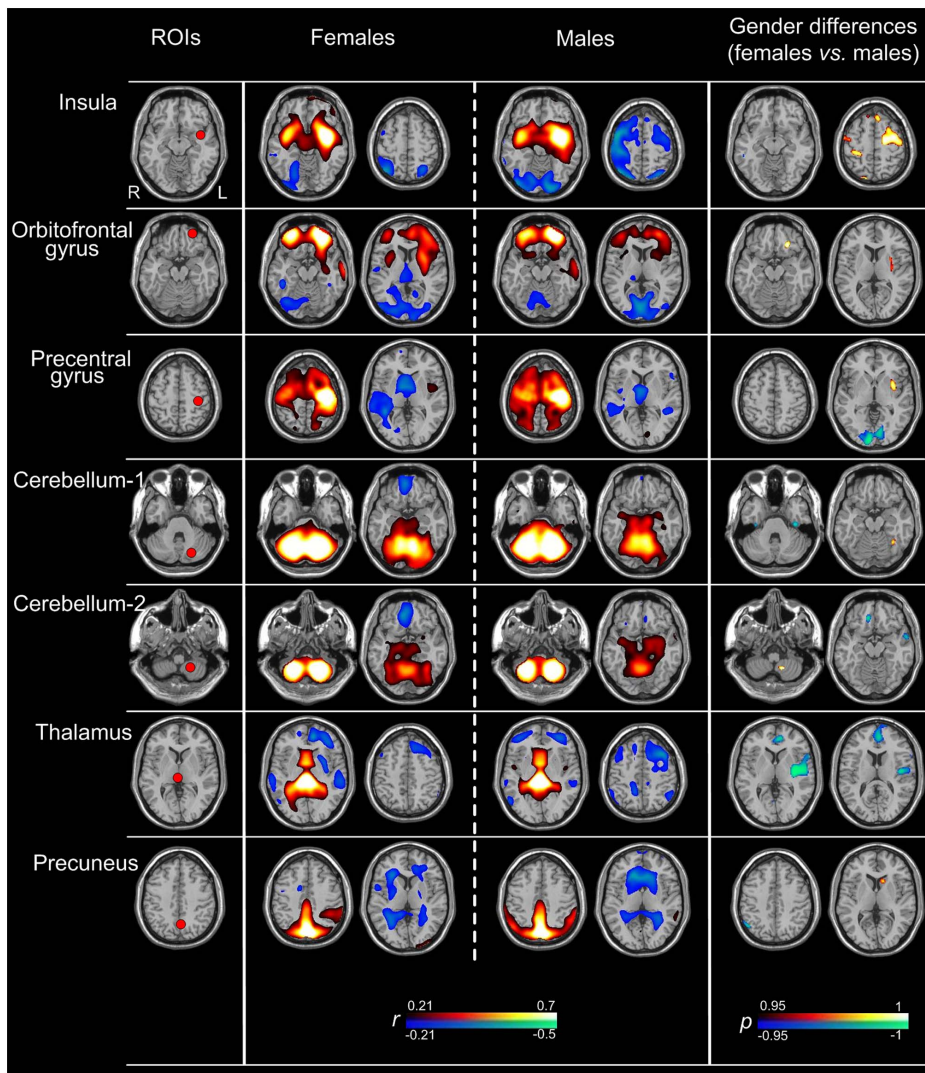 ROIs
Females
Males
Gender differences
(females vs. males)
Insula
R
L
Orbitofrontal
gyrus
Precentral
gyrus
Cerebellum-1
Cerebellum-2
Thalamus
Precuneus
0.21 0.7
r
-0.21 -0.5
0.95 1
p
-0.95 -1